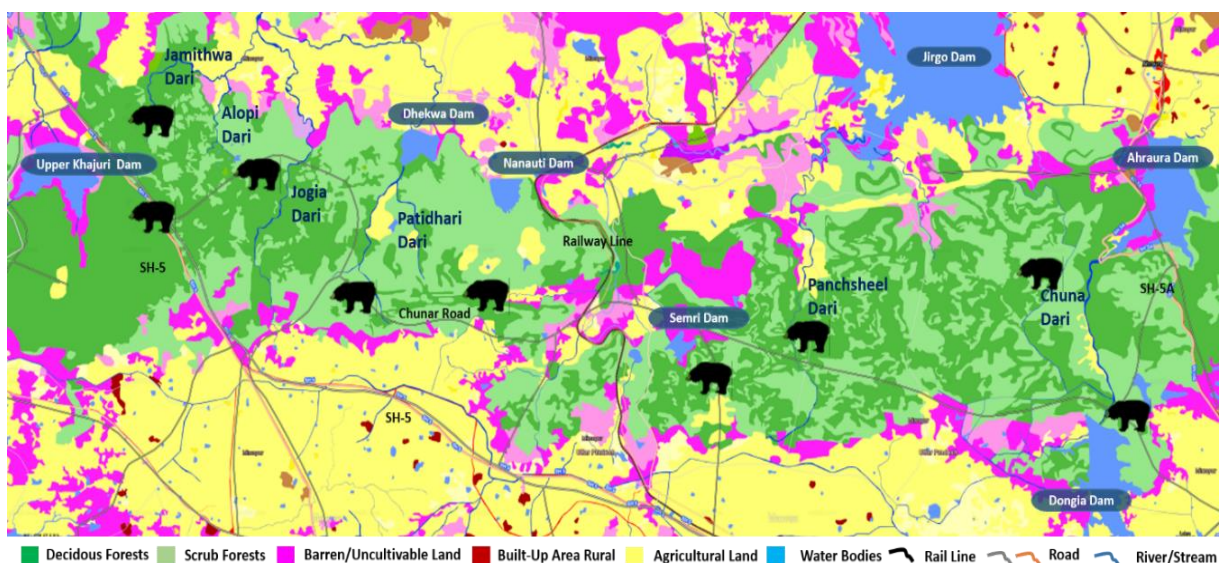 Jamithwa
Dari
Jirgo Dam
Alopi
Dari
Dhekwa Dam
Upper Khajuri Dam
Nanauti Dam
Ahraura Dam
Jogia
Dari
Patidhari
Dari
Railway Line
SH-5
Panchsheel
Dari
Chuna
Dari
SH-5A
Chunar Road
Semri Dam
SH-5
Dongia Dam
Decidous Forests
Scrub Forests
Barren/Uncultivable Land
Built-Up Area Rural
Agricultural Land
Water Bodies
Rail Line
Road
River/Stream